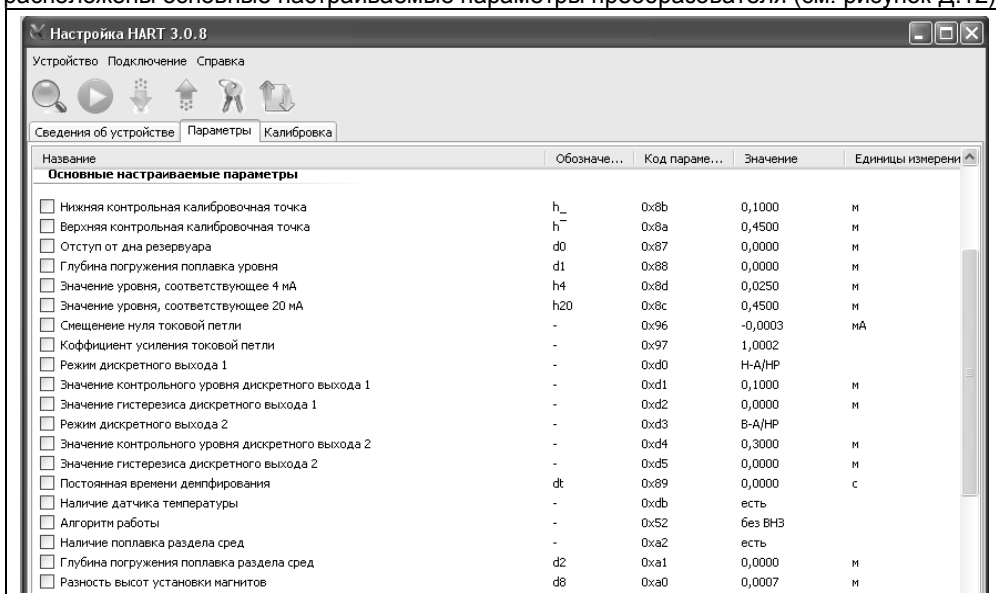 расположены основные настраиваемые параметры преобразователя (см. рисунок Д.12)
Настройка HART 3.0.8
Устройство Подключение Справка
Сведения об устройстве Параметры Калибровка
Название Обозначе... Код параме... Значение Единицы измерени
Основные настраиваемые параметры
Нижняя контрольная калибровочная точка h_ 0x8b 0,1000 м
Верхняя контрольная калибровочная точка h¯ 0x8a 0,4500 м
Отступ от дна резервуара d0 0x87 0,0000 м
Глубина погружения поплавка уровня d1 0x88 0,0000 м
Значение уровня, соответствующее 4 мА h4 0x8d 0,0250 м
Значение уровня, соответствующее 20 мА h20 0x8c 0,4500 м
Смещенеие нуля токовой петли - 0x96 -0,0003 мА
Коффициент усиления токовой петли - 0x97 1,0002
Режим дискретного выхода 1 - 0xd0 Н-А/НР
Значение контрольного уровня дискретного выхода 1 - 0xd1 0,1000 м
Значение гистерезиса дискретного выхода 1 - 0xd2 0,0000 м
Режим дискретного выхода 2 - 0xd3 В-А/НР
Значение контрольного уровня дискретного выхода 2 - 0xd4 0,3000 м
Значение гистерезиса дискретного выхода 2 - 0xd5 0,0000 м
Постоянная времени демпфирования dt 0x89 0,0000 с
Наличие датчика температуры - 0xdb есть
Алгоритм работы - 0x52 без ВНЗ
Наличие поплавка раздела сред - 0xa2 есть
Глубина погружения поплавка раздела сред d2 0xa1 0,0000 м
Разность высот установки магнитов d8 0xa0 0,0007 м